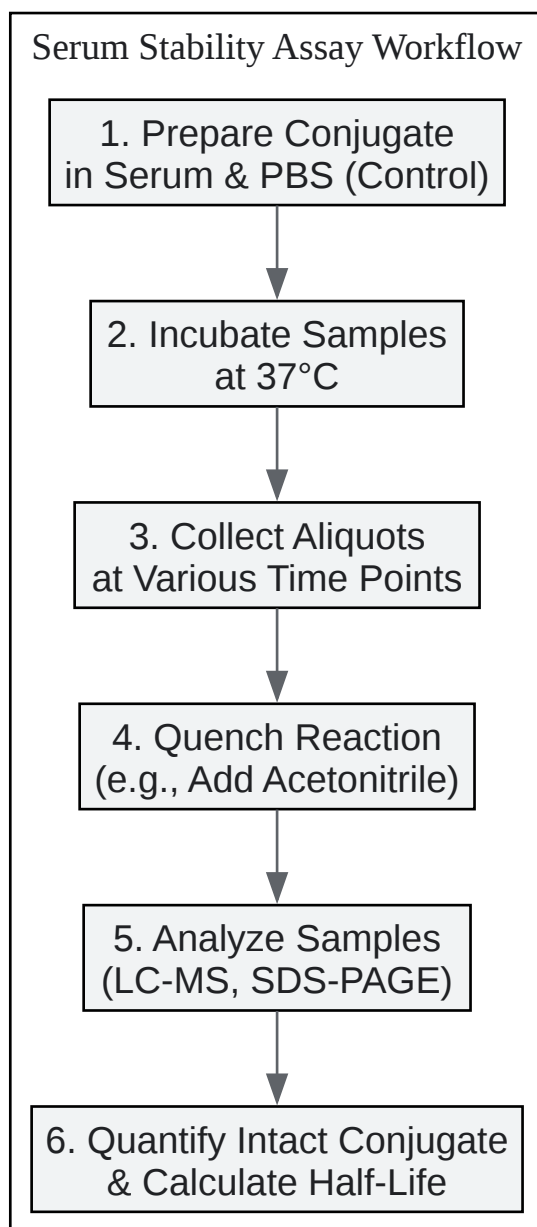 Serum Stability Assay Workflow
1. Prepare Conjugate
in Serum & PBS (Control)
2. Incubate Samples
at 37°C
3. Collect Aliquots
at Various Time Points
4. Quench Reaction
(e.g., Add Acetonitrile)
5. Analyze Samples
(LC-MS, SDS-PAGE)
6. Quantify Intact Conjugate
& Calculate Half-Life